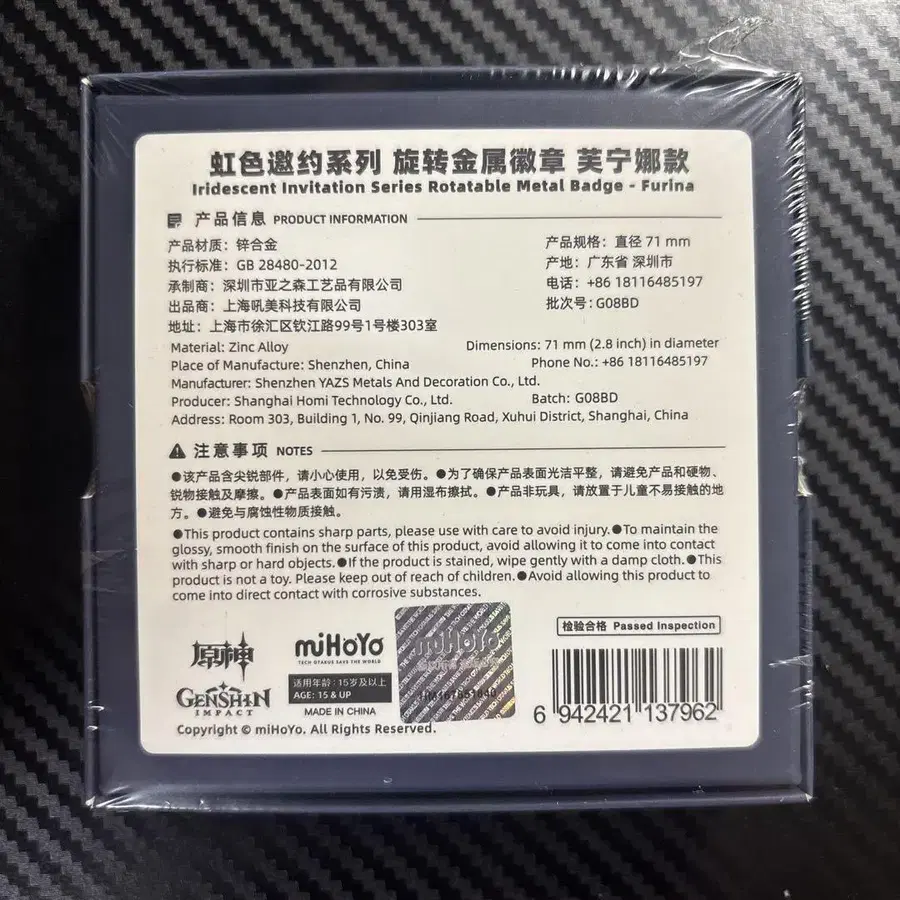 虹色邀约系列 旋转金属徽章 芙宁娜款
Iridescent Invitation Series Rotatable Metal Badge - Furina
产品信息 PRODUCT INFORMATION
产品材质：锌合金 产品规格：直径 71 mm
执行标准：GB 28480-2012 产地：广东省 深圳市
承制商：深圳市亚之森工艺品有限公司 电话：+86 18116485197
出品商：上海吼美科技有限公司 批次号：G08BD
地址：上海市徐汇区钦江路99号1号楼303室
Material: Zinc Alloy Dimensions: 71 mm (2.8 inch) in diameter
Place of Manufacture: Shenzhen, China Phone No.: +86 18116485197
Manufacturer: Shenzhen YAZS Metals And Decoration Co., Ltd.
Producer: Shanghai Homi Technology Co., Ltd. Batch: G08BD
Address: Room 303, Building 1, No. 99, Qinjiang Road, Xuhui District, Shanghai, China
注意事项 NOTES
●该产品含尖锐部件，请小心使用，以免受伤。●为了确保产品表面光洁平整，请避免产品和硬物、
锐物接触及摩擦。●产品表面如有污渍，请用湿布擦拭。●产品非玩具，请放置于儿童不易接触的地
方。●避免与腐蚀性物质接触。
●This product contains sharp parts, please use with care to avoid injury.●To maintain the
glossy, smooth finish on the surface of this product, avoid allowing it to come into contact
with sharp or hard objects.●If the product is stained, wipe gently with a damp cloth.●This
product is not a toy. Please keep out of reach of children.●Avoid allowing this product to
come into direct contact with corrosive substances.
原神
GENSHIN
IMPACT
miHoYo
TECH OTAKUS SAVE THE WORLD
适用年龄：15岁及以上
AGE: 15 & UP
MADE IN CHINA
miHoYo
检验合格 Passed Inspection
6 942421 137962
Copyright © miHoYo. All Rights Reserved.